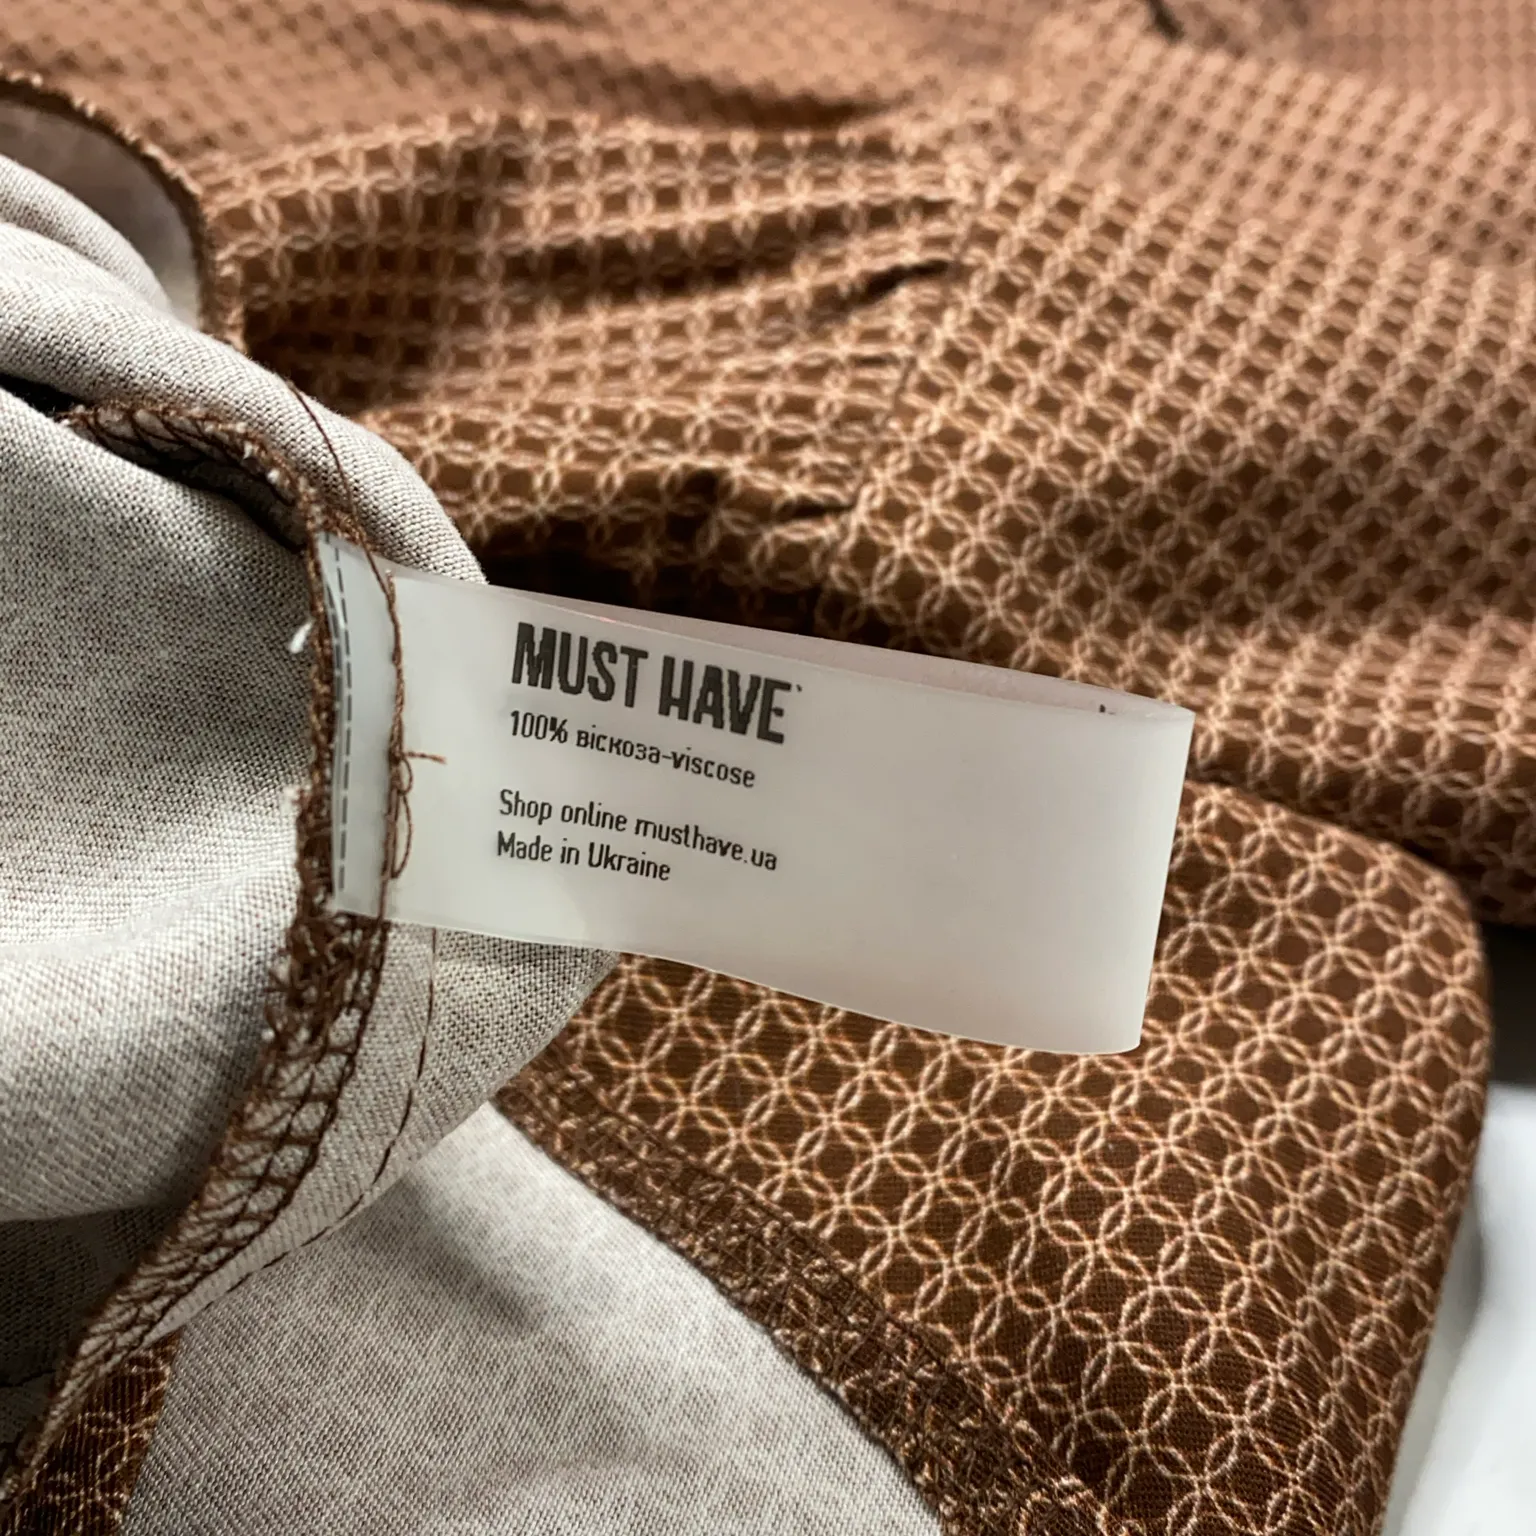 MUST HAVE
100% віскоза-viscose
Shop online musthave.ua
Made in Ukraine